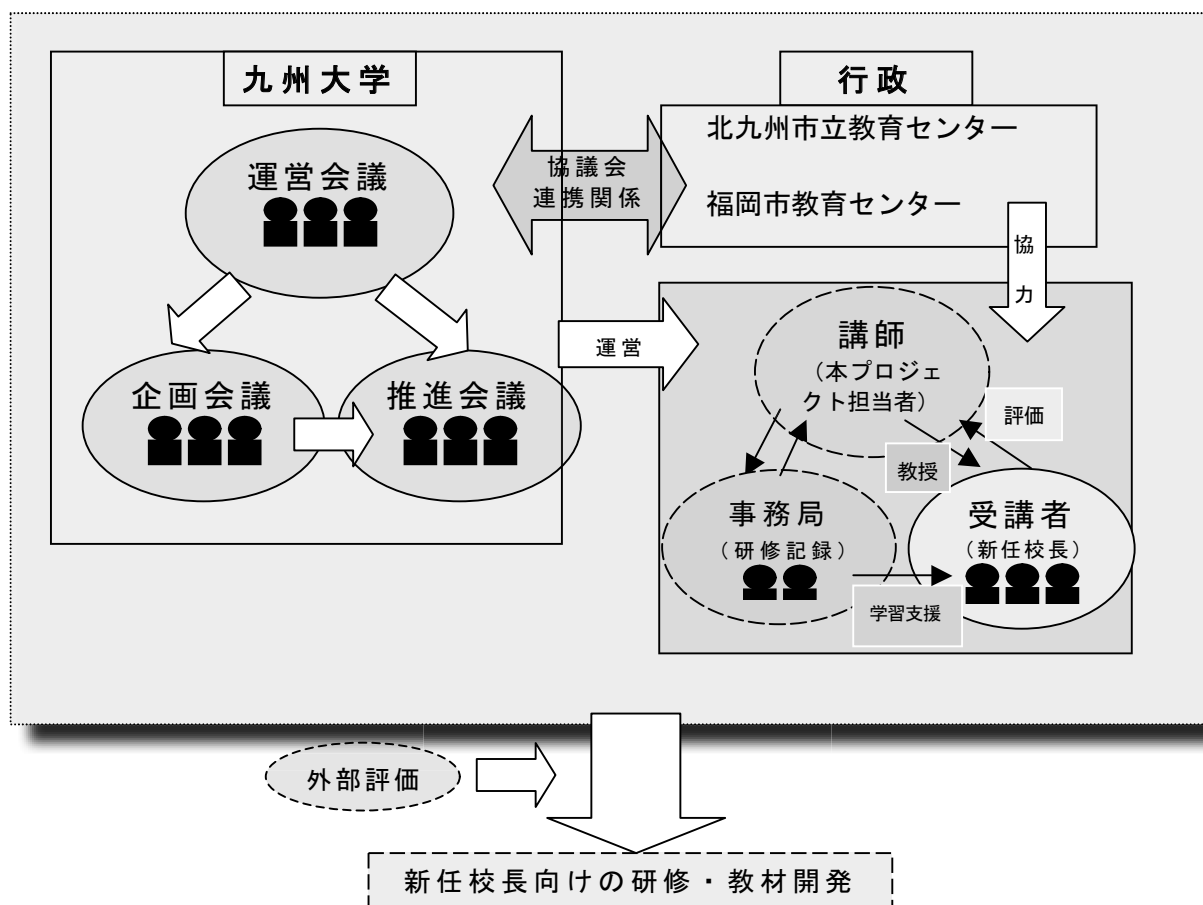 九州大学
行政
運営会議
協議会
連携関係
北九州市立教育センター
福岡市教育センター
協
力
企画会議
推進会議
運営
講師
（本プロジェ
クト担当者）
評価
教授
事務局
（研修記録）
受講者
（新任校長）
学習支援
外部評価
新任校長向けの研修・教材開発